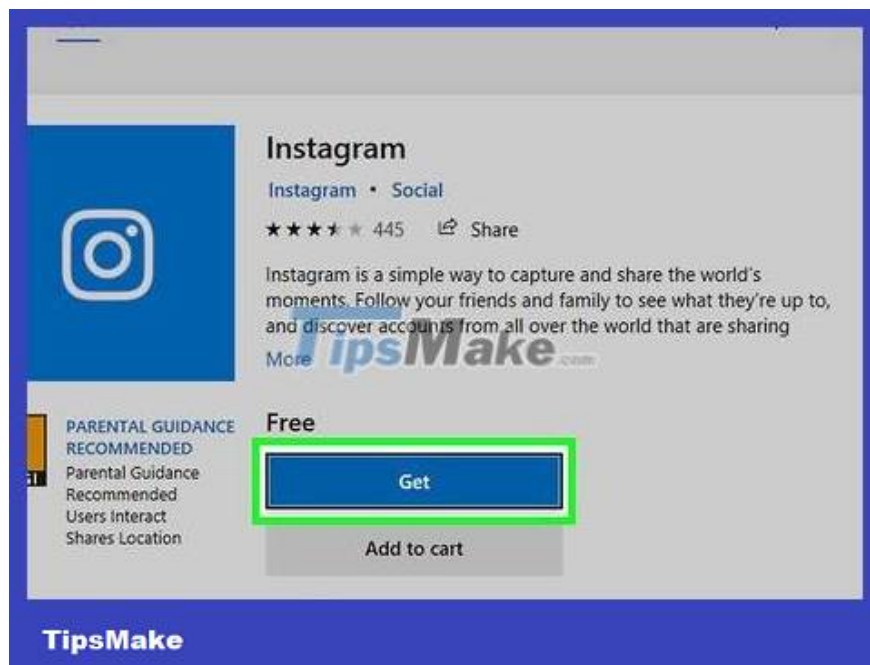 Instagram
Instagram • Social
445 Share
Instagram is a simple way to capture and share the world's
moments. Follow your friends and family to see what they're up to,
and discover accounts from all over the world that are sharing
More
TipsMake.com
PARENTAL GUIDANCE
RECOMMENDED
Parental Guidance
Recommended
Users Interact
Shares Location
Free
Get
Add to cart
TipsMake